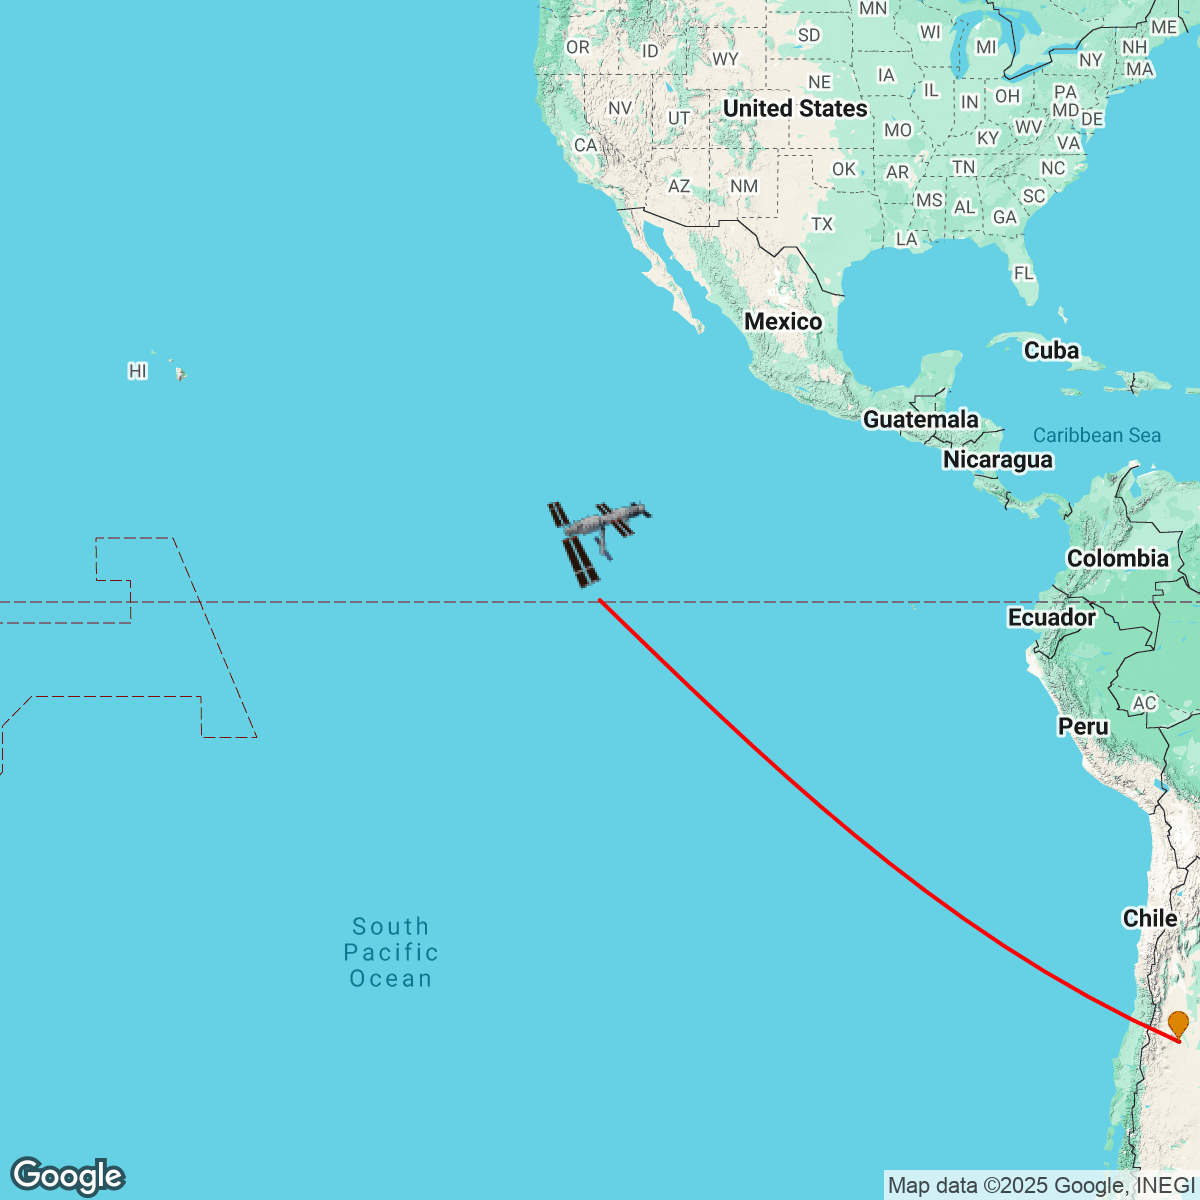 MN
ME
OR
ID
SD
WI
MI
NH
NY
WY
MA
IA
NE
IL
PA
OH
IN
NV
United States
MD
UT
DE
WV
MO
KY
CA
VA
OK
TN
NC
AR
AZ
NM
SC
MS
AL
GA
TX
LA
FL
Mexico
Cuba
HI
Guatemala
Caribbean Sea
Nicaragua
Colombia
Ecuador
AC
Peru
Chile
South
Pacific
Ocean
Google
Map data ©2025 Google, INEGI